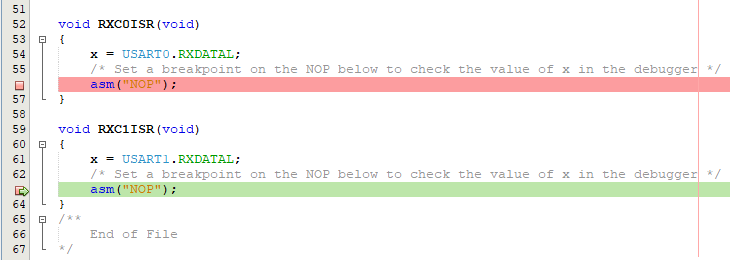 51
52 void RXC0ISR(void)
53 {
54 x = USART0.RXDATAL;
55 /* Set a breakpoint on the NOP below to check the value of x in the debugger */
asm("NOP");
57 }
58
59 void RXC1ISR(void)
60 {
61 x = USART1.RXDATAL;
62 /* Set a breakpoint on the NOP below to check the value of x in the debugger */
asm("NOP");
64 }
65 /**
66 End of File
67 */